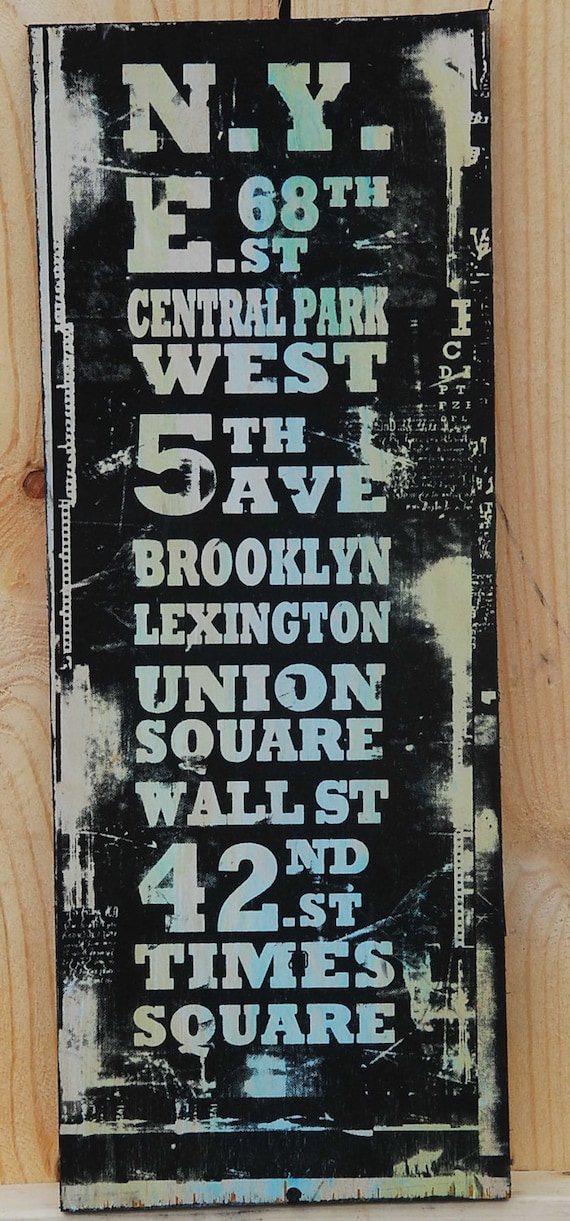 N.Y.
E. 68TH
.ST
CENTRAL PARK
WEST
5TH
AVE
BROOKLYN
LEXINGTON
UNION
SQUARE
WALL ST
42ND
.ST
TIMES
SQUARE